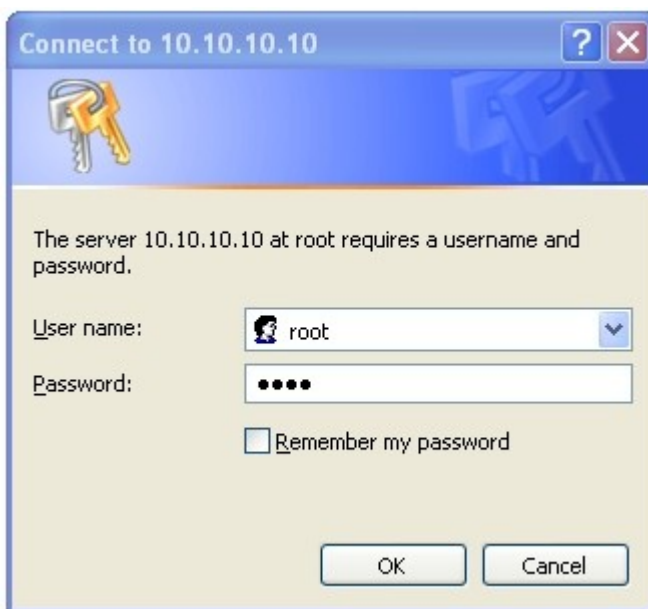 Connect to 10.10.10.10
The server 10.10.10.10 at root requires a username and
password.
User name:
root
Password:
••••
Remember my password
OK
Cancel